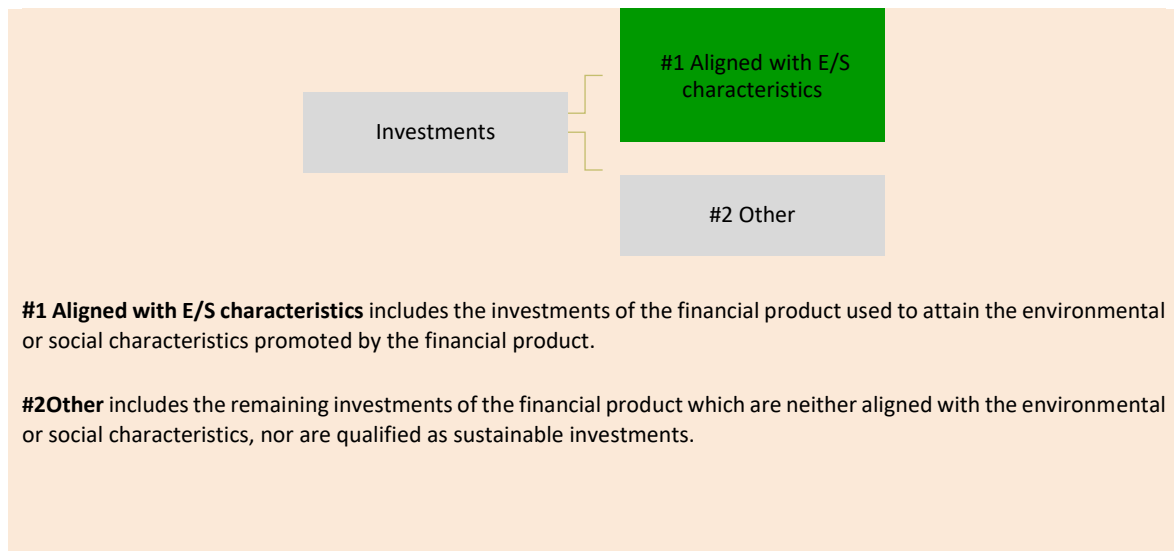 #1 Aligned with E/S
characteristics
Investments
#2 Other
#1 Aligned with E/S characteristics includes the investments of the financial product used to attain the environmental
or social characteristics promoted by the financial product.
#2Other includes the remaining investments of the financial product which are neither aligned with the environmental
or social characteristics, nor are qualified as sustainable investments.